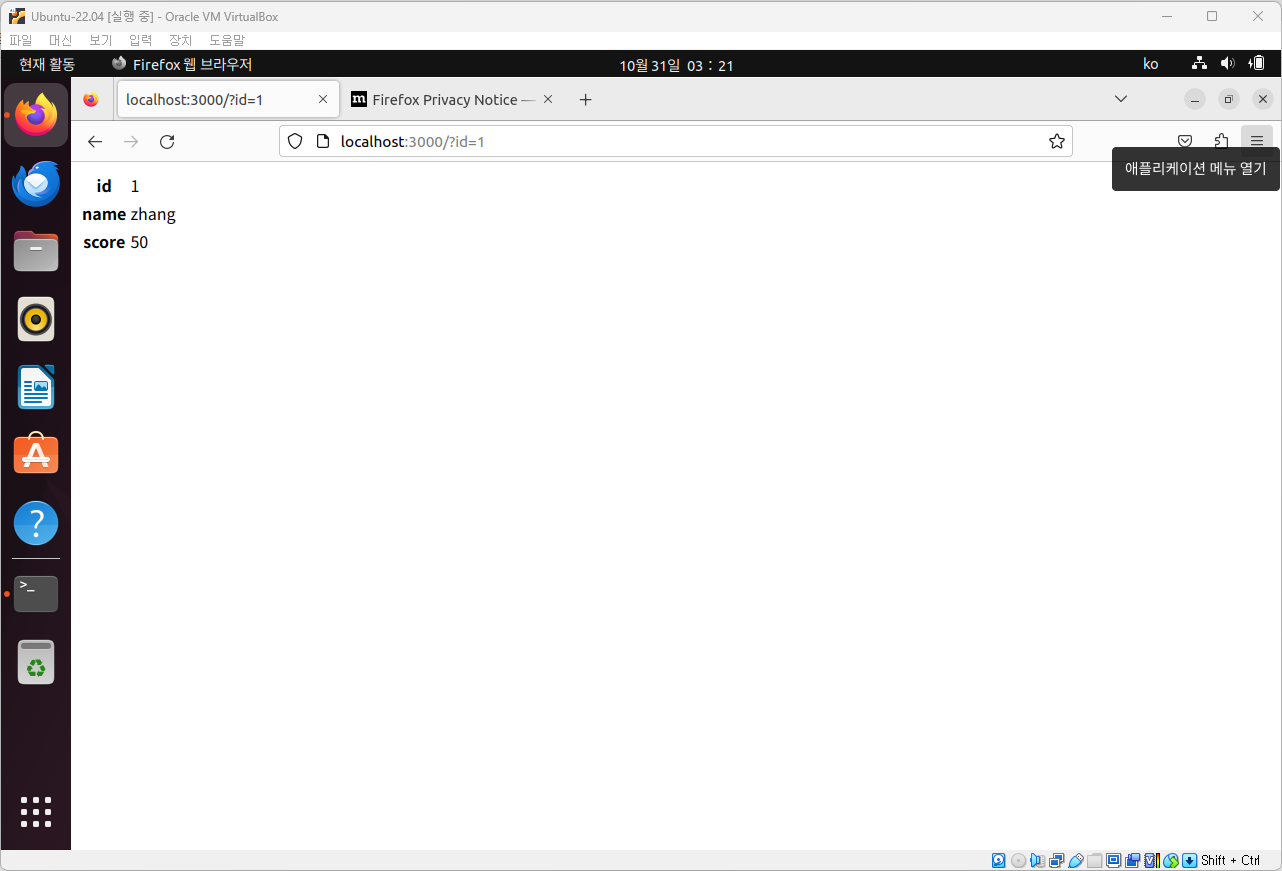 Ubuntu-22.04 [실행 중] - Oracle VM VirtualBox
파일 머신 보기 입력 장치 도움말
현재 활동 Firefox 웹 브라우저 10월 31일 03 : 21 ko
localhost:3000/?id=1 m Firefox Privacy Notice —
localhost:3000/?id=1
애플리케이션 메뉴 열기
id 1
name zhang
score 50
Shift + Ctrl